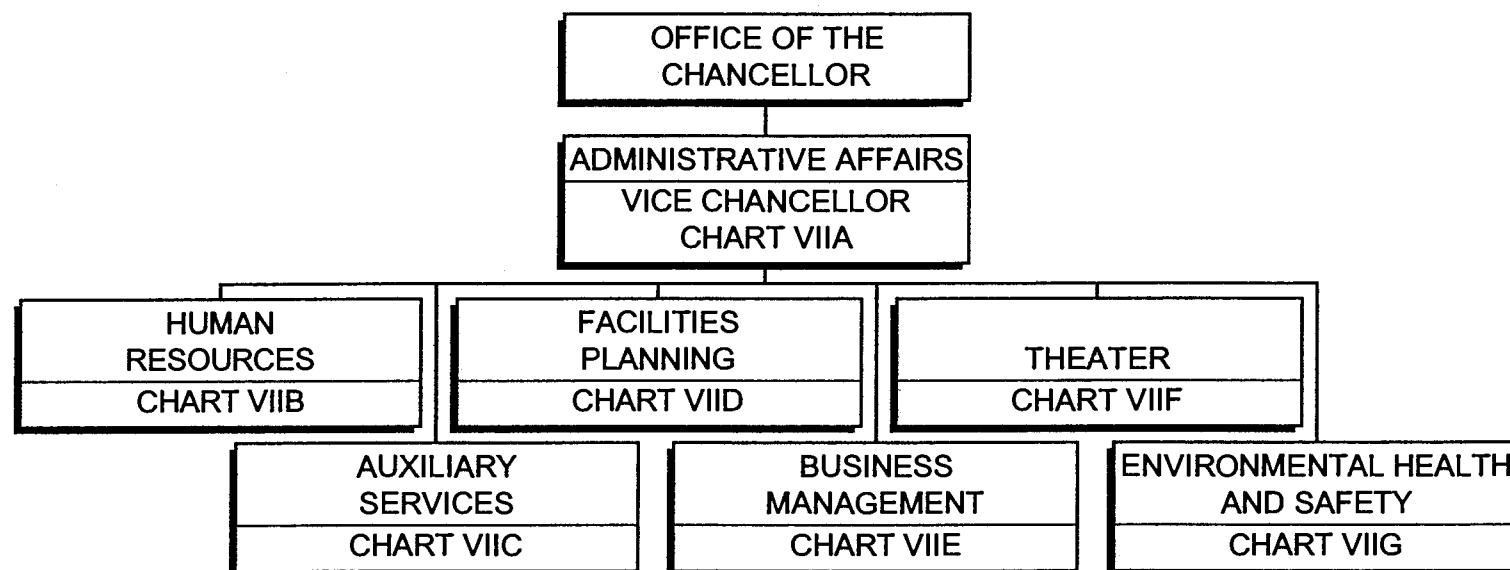 OFFICE OF THE
CHANCELLOR
ADMINISTRATIVE AFFAIRS
VICE CHANCELLOR
CHART VIIA
HUMAN
RESOURCES
CHART VIIB
FACILITIES
PLANNING
CHART VIID
THEATER
CHART VIIF
AUXILIARY
SERVICES
CHART VIIC
BUSINESS
MANAGEMENT
CHART VIIE
ENVIRONMENTAL HEALTH
AND SAFETY
CHART VIIG